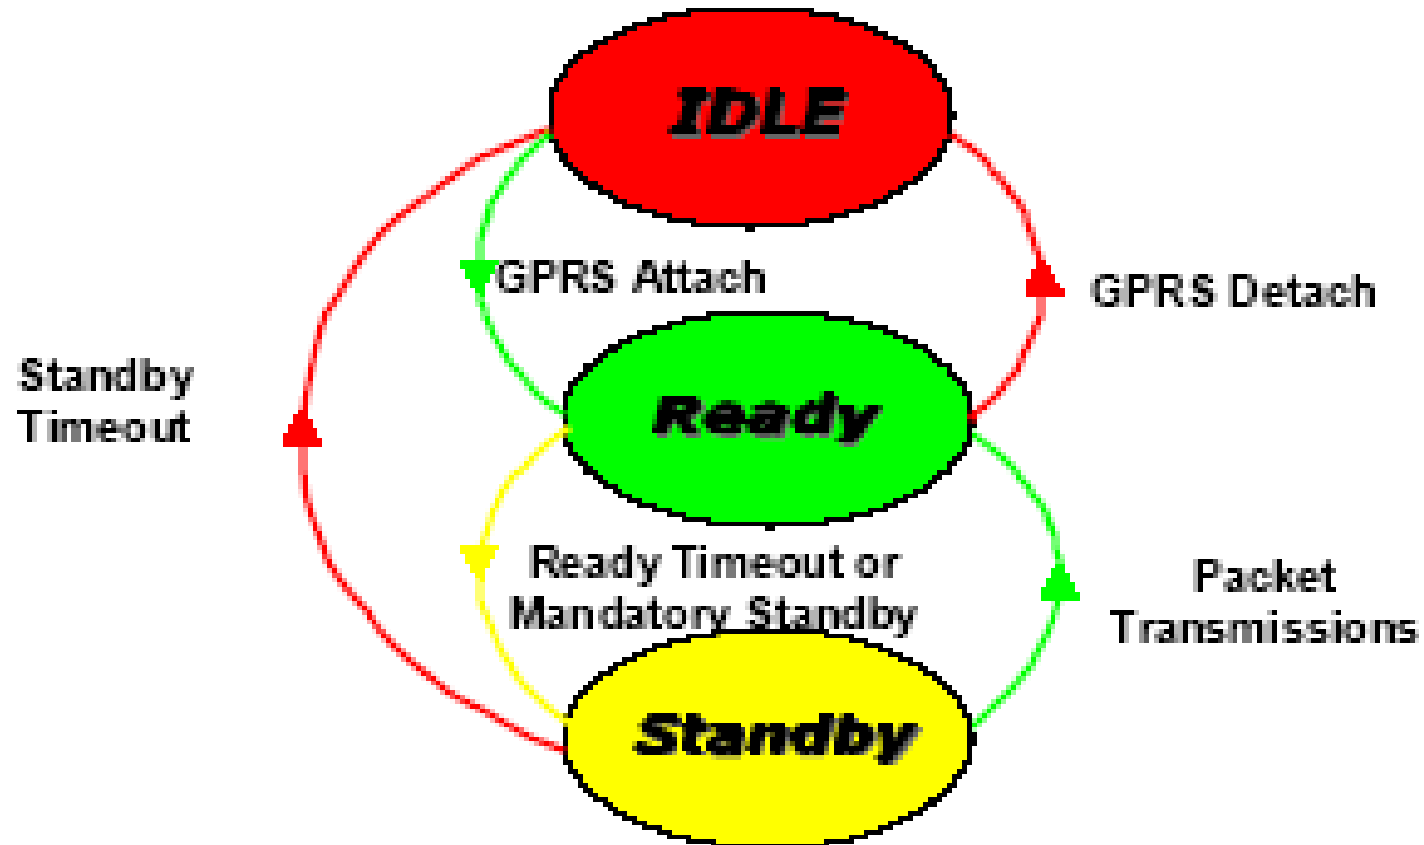 IDLE
GPRS Attach
GPRS Detach
Standby
Timeout
Ready
Ready Timeout or
Mandatory Standby
Packet
Transmissions
Standby